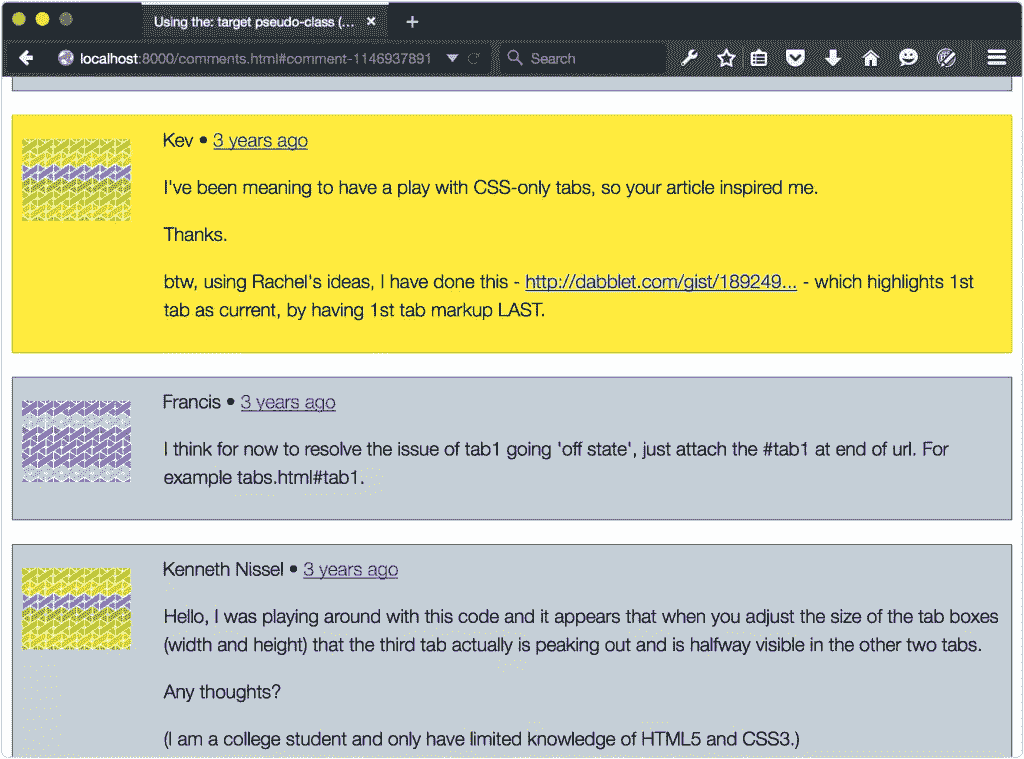 Using the: target pseudo-class (...
localhost:8000/comments.html#comment-1146937891
Search
Kev • 3 years ago
I've been meaning to have a play with CSS-only tabs, so your article inspired me.
Thanks.
btw, using Rachel's ideas, I have done this - http://dabblet.com/gist/189249... - which highlights 1st
tab as current, by having 1st tab markup LAST.
Francis • 3 years ago
I think for now to resolve the issue of tab1 going 'off state', just attach the #tab1 at end of url. For
example tabs.html#tab1.
Kenneth Nissel • 3 years ago
Hello, I was playing around with this code and it appears that when you adjust the size of the tab boxes
(width and height) that the third tab actually is peaking out and is halfway visible in the other two tabs.
Any thoughts?
(I am a college student and only have limited knowledge of HTML5 and CSS3.)